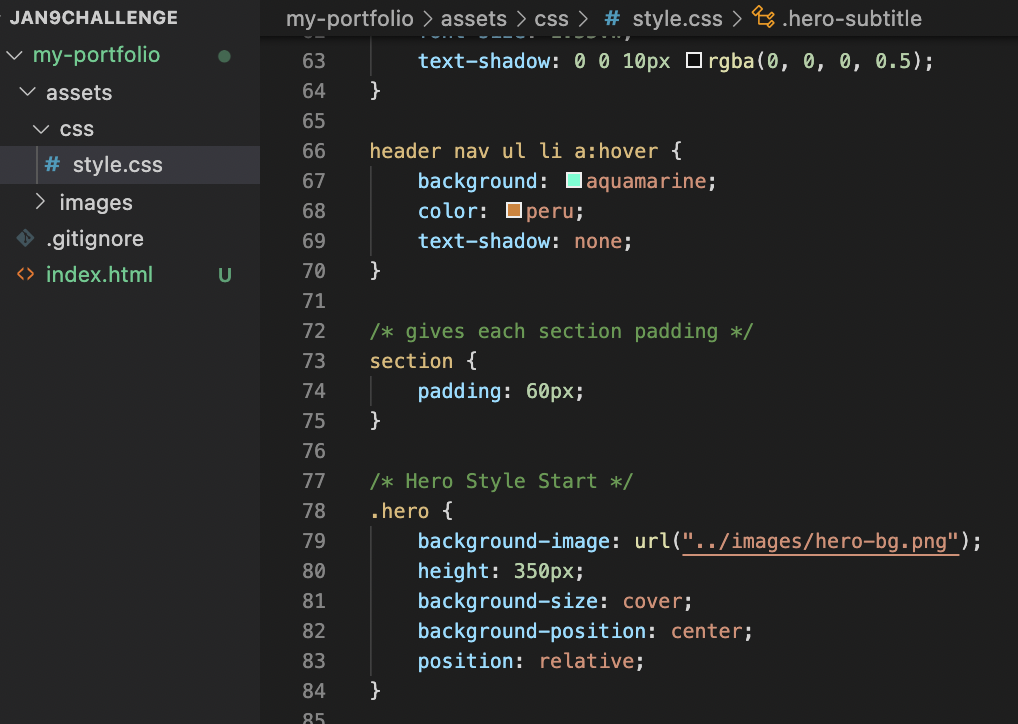 JAN9CHALLENGE
my-portfolio
assets
css
# style.css
images
.gitignore
index.html U
my-portfolio > assets > css > # style.css > .hero-subtitle
63 text-shadow: 0 0 10px rgba(0, 0, 0, 0.5);
64 }
65
66 header nav ul li a:hover {
67 background: aquamarine;
68 color: peru;
69 text-shadow: none;
70 }
71
72 /* gives each section padding */
73 section {
74 padding: 60px;
75 }
76
77 /* Hero Style Start */
78 .hero {
79 background-image: url("../images/hero-bg.png");
80 height: 350px;
81 background-size: cover;
82 background-position: center;
83 position: relative;
84 }
85